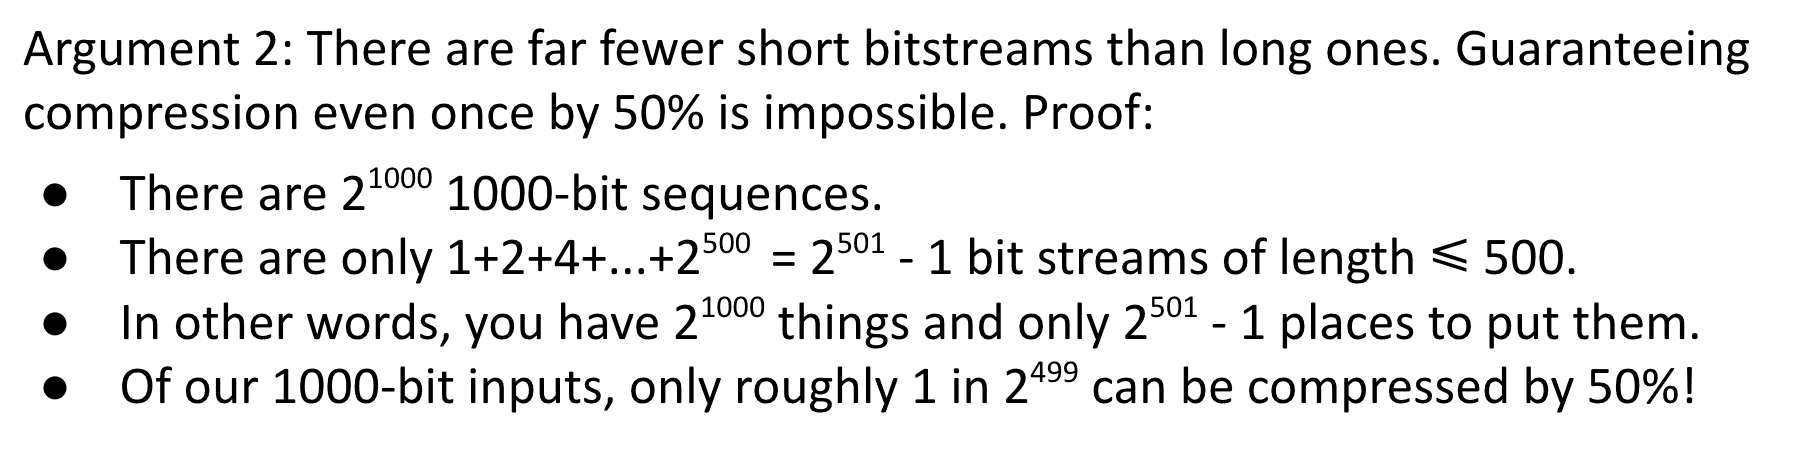 Argument 2: There are far fewer short bitstreams than long ones. Guaranteeing
compression even once by 50% is impossible. Proof:
● There are 2^1000 1000-bit sequences.
● There are only 1+2+4+...+2^500 = 2^501 - 1 bit streams of length ⩽ 500.
● In other words, you have 2^1000 things and only 2^501 - 1 places to put them.
● Of our 1000-bit inputs, only roughly 1 in 2^499 can be compressed by 50%!